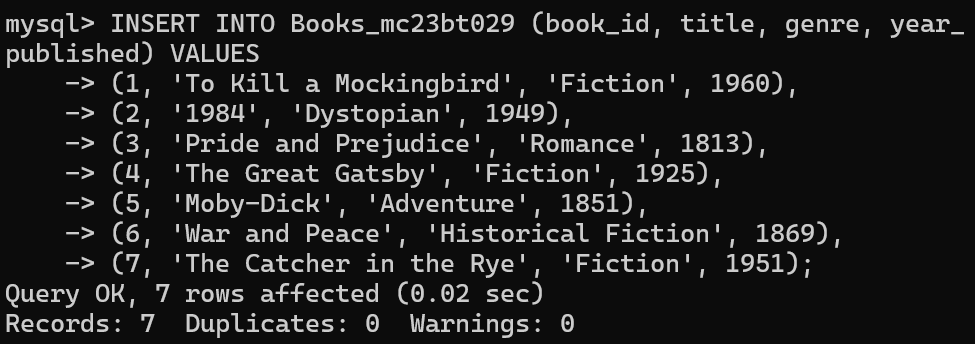 mysql> INSERT INTO Books_mc23bt029 (book_id, title, genre, year_
published) VALUES
    -> (1, 'To Kill a Mockingbird', 'Fiction', 1960),
    -> (2, '1984', 'Dystopian', 1949),
    -> (3, 'Pride and Prejudice', 'Romance', 1813),
    -> (4, 'The Great Gatsby', 'Fiction', 1925),
    -> (5, 'Moby-Dick', 'Adventure', 1851),
    -> (6, 'War and Peace', 'Historical Fiction', 1869),
    -> (7, 'The Catcher in the Rye', 'Fiction', 1951);
Query OK, 7 rows affected (0.02 sec)
Records: 7  Duplicates: 0  Warnings: 0